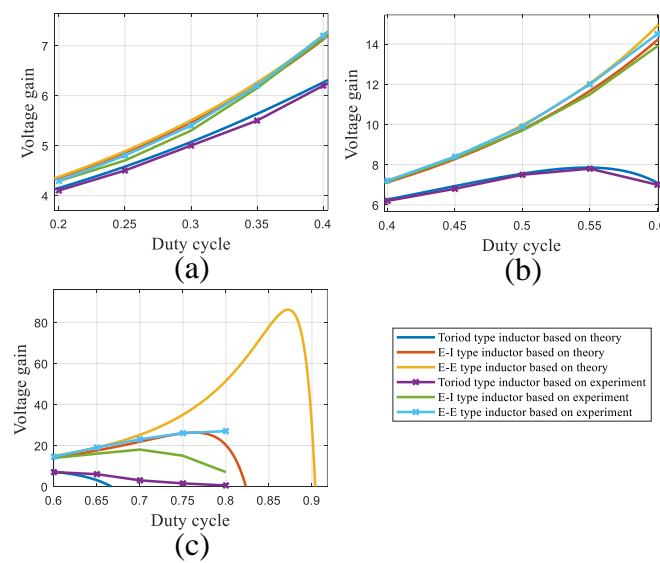 7
6
5
4
Voltage gain
0.2
0.25
0.3
0.35
0.4
Duty cycle
(a)
14
12
10
8
6
Voltage gain
0.4
0.45
0.5
0.55
0.6
Duty cycle
(b)
80
60
40
20
0
Voltage gain
0.6
0.65
0.7
0.75
0.8
0.85
0.9
Duty cycle
(c)
Toriod type inductor based on theory
E-I type inductor based on theory
E-E type inductor based on theory
Toriod type inductor based on experiment
E-I type inductor based on experiment
E-E type inductor based on experiment